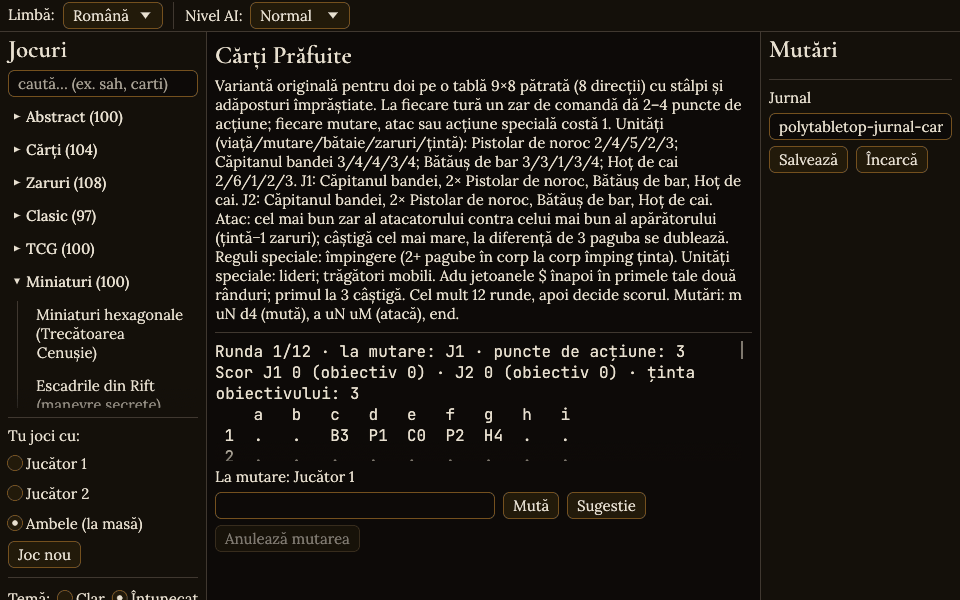 Limbă: Română ▼ Nivel AI: Normal ▼
Jocuri
caută... (ex. sah, carti)
▸ Abstract (100)
▸ Cărți (104)
▸ Zaruri (108)
▸ Clasic (97)
▸ TCG (100)
▾ Miniaturi (100)
Miniaturi hexagonale
(Trecătoarea
Cenușie)
Escadrile din Rift
(manevre secrete)
Tu joci cu:
Jucător 1
Jucător 2
Ambele (la masă)
Joc nou
Temă: Clar Întunecat
Cărți Prăfuite
Variantă originală pentru doi pe o tablă 9×8 pătrată (8 direcții) cu stâlpi și
adăposturi împrăștiate. La fiecare tură un zar de comandă dă 2–4 puncte de
acțiune; fiecare mutare, atac sau acțiune specială costă 1. Unități
(viață/mutare/bătaie/zaruri/țintă): Pistolar de noroc 2/4/5/2/3;
Căpitanul bandei 3/4/4/3/4; Bătăuș de bar 3/3/1/3/4; Hoț de cai
2/6/1/2/3. J1: Căpitanul bandei, 2× Pistolar de noroc, Bătăuș de bar, Hoț de
cai. J2: Căpitanul bandei, 2× Pistolar de noroc, Bătăuș de bar, Hoț de cai.
Atac: cel mai bun zar al atacatorului contra celui mai bun al apărătorului
(țintă−1 zaruri); câștigă cel mai mare, la diferență de 3 paguba se dublează.
Reguli speciale: împingere (2+ pagube în corp la corp împing ținta). Unități
speciale: lideri; trăgători mobili. Adu jetoanele $ înapoi în primele tale două
rânduri; primul la 3 câștigă. Cel mult 12 runde, apoi decide scorul. Mutări: m
uN d4 (mută), a uN uM (atacă), end.
Runda 1/12 · la mutare: J1 · puncte de acțiune: 3
Scor J1 0 (obiectiv 0) · J2 0 (obiectiv 0) · ținta
obiectivului: 3
a b c d e f g h i
1 . . B3 P1 C0 P2 H4 . .
2 . . . . . . . . .
La mutare: Jucător 1
Mută Sugestie
Anulează mutarea
Mutări
Jurnal
polytabletop-jurnal-car
Salvează Încarcă